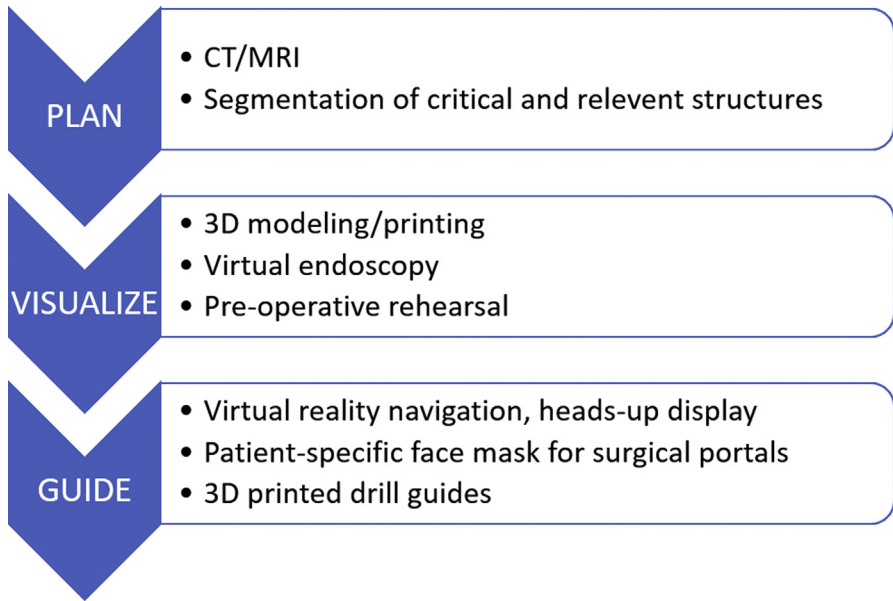 PLAN
• CT/MRI
• Segmentation of critical and relevent structures
VISUALIZE
• 3D modeling/printing
• Virtual endoscopy
• Pre-operative rehearsal
GUIDE
• Virtual reality navigation, heads-up display
• Patient-specific face mask for surgical portals
• 3D printed drill guides